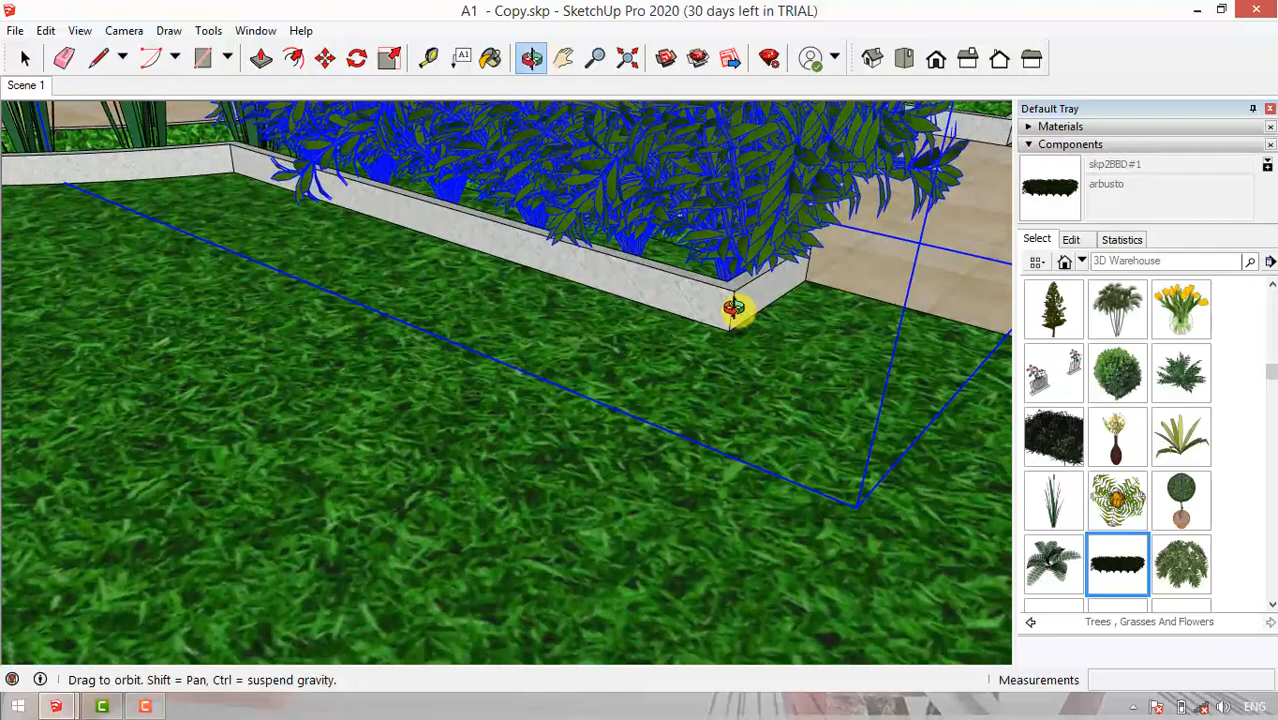 A1 - Copy.skp - SketchUp Pro 2020 (30 days left in TRIAL)
File Edit View Camera Draw Tools Window Help
A1
Scene 1
Default Tray
Materials
Components
skp2BBD#1
arbusto
Select Edit Statistics
3D Warehouse
Trees , Grasses And Flowers
Drag to orbit. Shift = Pan, Ctrl = suspend gravity.
Measurements
ENG